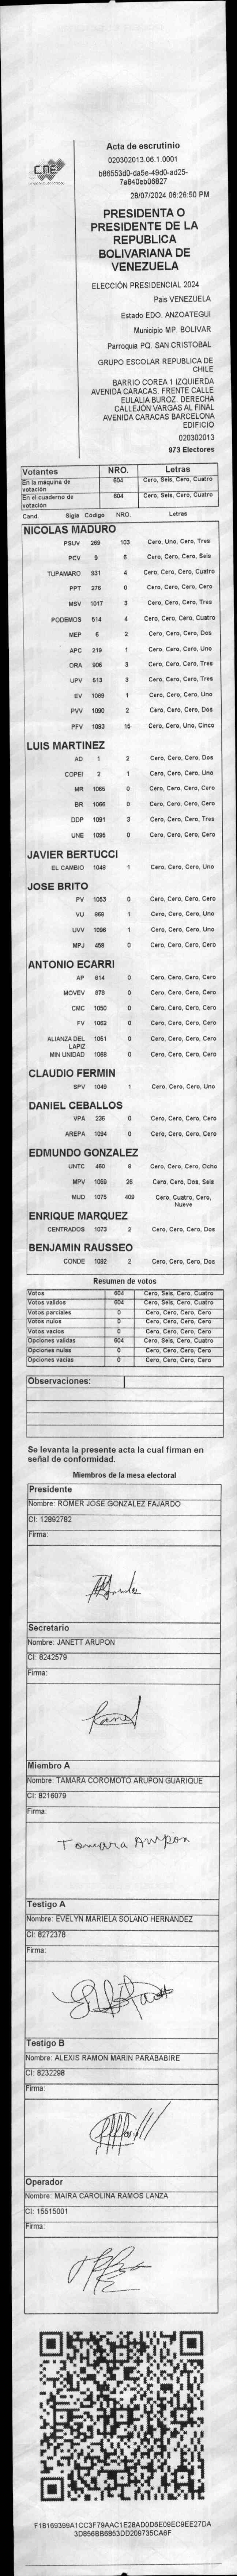 CNE
Acta de escrutinio
020302013.06.1.0001
b86553d0-da5e-49d0-ad25-
7a840eb06827
28/07/2024 06:26:50 PM
PRESIDENTA O
PRESIDENTE DE LA
REPUBLICA
BOLIVARIANA DE
VENEZUELA
ELECCIÓN PRESIDENCIAL 2024
Pais VENEZUELA
Estado EDO. ANZOATEGUI
Municipio MP. BOLIVAR
Parroquia PQ. SAN CRISTOBAL
GRUPO ESCOLAR REPUBLICA DE
CHILE
BARRIO CORREA 1 IZQUIERDA
AVENIDA CARACAS. FRENTE CALLE
EULALIA BUROZ. DERECHA
CALLEJÓN VARGAS AL FINAL
AVENIDA CARACAS BARCELONA
EDIFICIO
020302013
973 Electores
Votantes NRO. Letras
En la máquina de votación 604 Cero, Seis, Cero, Cuatro
En el cuaderno de votación 604 Cero, Seis, Cero, Cuatro
Cand. Sigla Código NRO. Letras
NICOLAS MADURO
PSUV 269 103 Cero, Uno, Cero, Tres
PCV 9 6 Cero, Cero, Cero, Seis
TUPAMARO 931 4 Cero, Cero, Cero, Cuatro
PPT 276 0 Cero, Cero, Cero, Cero
MSV 1017 3 Cero, Cero, Cero, Tres
PODEMOS 514 4 Cero, Cero, Cero, Cuatro
MEP 6 2 Cero, Cero, Cero, Dos
APC 219 1 Cero, Cero, Cero, Uno
ORA 906 3 Cero, Cero, Cero, Tres
UPV 513 3 Cero, Cero, Cero, Tres
EV 1089 1 Cero, Cero, Cero, Uno
PVV 1090 2 Cero, Cero, Cero, Dos
PFV 1093 15 Cero, Cero, Uno, Cinco
LUIS MARTINEZ
AD 1 2 Cero, Cero, Cero, Dos
COPEI 2 1 Cero, Cero, Cero, Uno
MR 1065 0 Cero, Cero, Cero, Cero
BR 1066 0 Cero, Cero, Cero, Cero
DDP 1091 3 Cero, Cero, Cero, Tres
UNE 1095 0 Cero, Cero, Cero, Cero
JAVIER BERTUCCI
EL CAMBIO 1048 1 Cero, Cero, Cero, Uno
JOSE BRITO
PV 1053 0 Cero, Cero, Cero, Cero
VU 868 1 Cero, Cero, Cero, Uno
UVV 1096 1 Cero, Cero, Cero, Uno
MPJ 458 0 Cero, Cero, Cero, Cero
ANTONIO ECARRI
AP 814 0 Cero, Cero, Cero, Cero
MOVEV 878 0 Cero, Cero, Cero, Cero
CMC 1050 0 Cero, Cero, Cero, Cero
FV 1062 0 Cero, Cero, Cero, Cero
ALIANZA DEL LAPIZ 1051 0 Cero, Cero, Cero, Cero
MIN UNIDAD 1068 0 Cero, Cero, Cero, Cero
CLAUDIO FERMIN
SPV 1049 1 Cero, Cero, Cero, Uno
DANIEL CEBALLOS
VPA 236 0 Cero, Cero, Cero, Cero
AREPA 1094 0 Cero, Cero, Cero, Cero
EDMUNDO GONZALEZ
UNTC 460 8 Cero, Cero, Cero, Ocho
MPV 1069 26 Cero, Cero, Dos, Seis
MUD 1075 409 Cero, Cuatro, Cero,
Nueve
ENRIQUE MARQUEZ
CENTRADOS 1073 2 Cero, Cero, Cero, Dos
BENJAMIN RAUSSEO
CONDE 1092 2 Cero, Cero, Cero, Dos
Resumen de votos
Votos 604 Cero, Seis, Cero, Cuatro
Votos validos 604 Cero, Seis, Cero, Cuatro
Votos parciales 0 Cero, Cero, Cero, Cero
Votos nulos 0 Cero, Cero, Cero, Cero
Votos vacíos 0 Cero, Cero, Cero, Cero
Opciones validas 604 Cero, Seis, Cero, Cuatro
Opciones nulas 0 Cero, Cero, Cero, Cero
Opciones vacías 0 Cero, Cero, Cero, Cero
Observaciones:
Se levanta la presente acta la cual firman en
señal de conformidad.
Miembros de la mesa electoral
Presidente
Nombre: ROMER JOSE GONZALEZ FAJARDO
CI: 12892782
Firma:
Secretario
Nombre: JANETT ARUPON
CI: 8242579
Firma:
Miembro A
Nombre: TAMARA COROMOTO ARUPON GUARIQUE
CI: 8216079
Firma:
Tamara Arupon
Testigo A
Nombre: EVELYN MARIELA SOLANO HERNANDEZ
CI: 8272378
Firma:
Testigo B
Nombre: ALEXIS RAMON MARIN PARABABIRE
CI: 8232298
Firma:
Operador
Nombre: MAIRA CAROLINA RAMOS LANZA
CI: 15515001
Firma:
F18169399A1CC3F79AAC1E28AD0D6E09EC9EE27DA
3D856BB6853DD209735CA6F